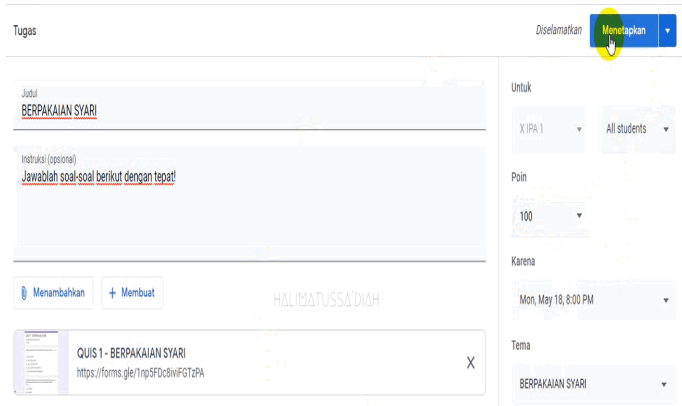 Tugas
Diselamatkan
Menetapkan
Judul
BERPAKAIAN SYARI
Instruksi (opsional)
Jawablah soal-soal berikut dengan tepat!
Menambahkan
+ Membuat
HALIMATUSSA'DIAH
QUIS 1 - BERPAKAIAN SYARI
https://forms.gle/1np5FDc8iviFGTzPA
Untuk
X IPA 1
All students
Poin
100
Karena
Mon, May 18, 8:00 PM
Tema
BERPAKAIAN SYARI